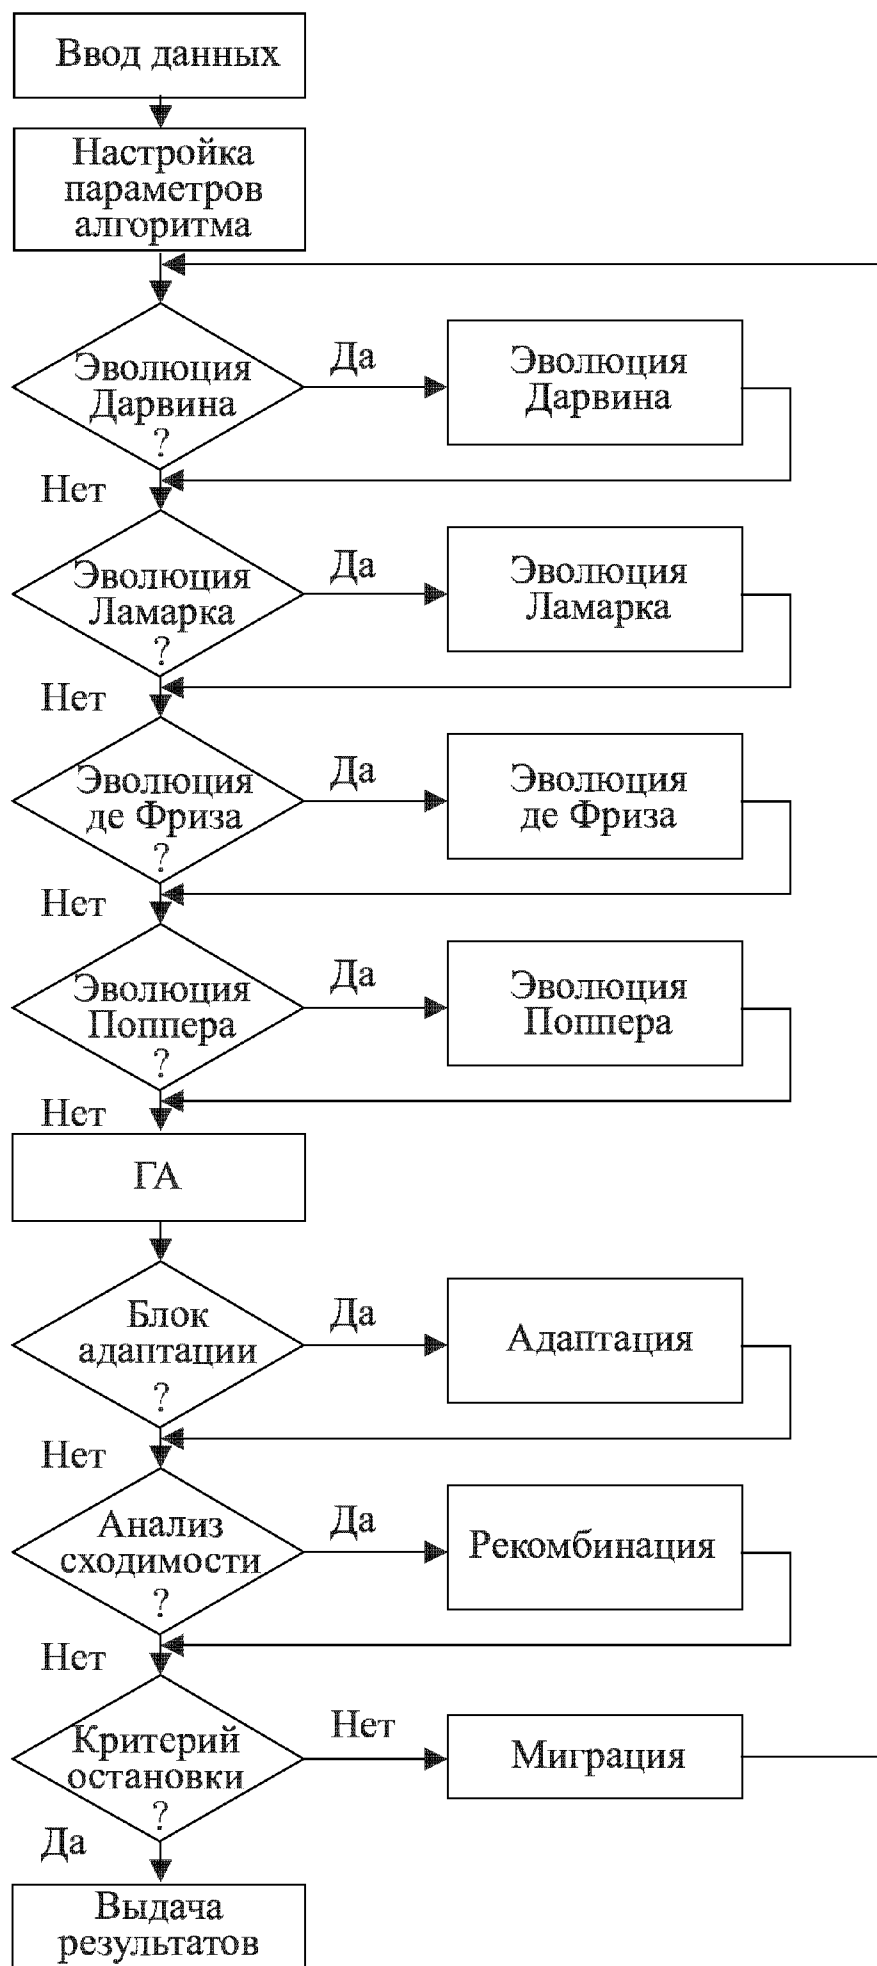 Ввод данных
Настройка
параметров
алгоритма
Эволюция
Дарвина
?
Да
Эволюция
Дарвина
Нет
Эволюция
Ламарка
?
Да
Эволюция
Ламарка
Нет
Эволюция
де Фриза
?
Да
Эволюция
де Фриза
Нет
Эволюция
Поппера
?
Да
Эволюция
Поппера
Нет
ГА
Блок
адаптации
?
Да
Адаптация
Нет
Анализ
сходимости
?
Да
Рекомбинация
Нет
Критерий
остановки
?
Нет
Миграция
Да
Выдача
результатов